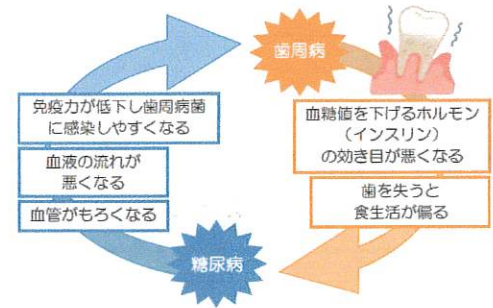 歯周病
血糖値を下げるホルモン
（インスリン）
の効き目が悪くなる
歯を失うと
食生活が偏る
糖尿病
血管がもろくなる
血液の流れが
悪くなる
免疫力が低下し歯周病菌
に感染しやすくなる